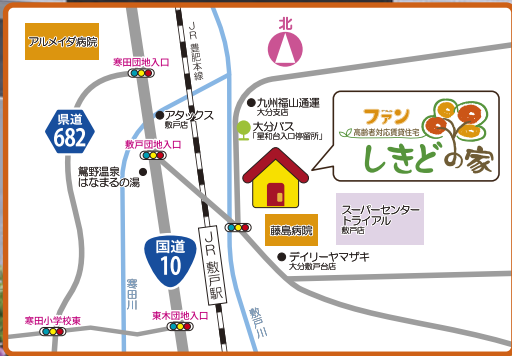 アルメイダ病院
寒田団地入口
JR豊肥本線
北
県道
682
アタックス
敷戸店
九州福山通運
大分支店
大分バス
「星和台入口停留所」
ファン
高齢者対応賃貸住宅
しきどの家
敷戸団地入口
鴛野温泉
はなまるの湯
国道
10
JR敷戸駅
藤島病院
スーパーセンター
トライアル
敷戸店
デイリーヤマザキ
大分敷戸台店
寒田川
敷戸川
寒田小学校東
東木団地入口